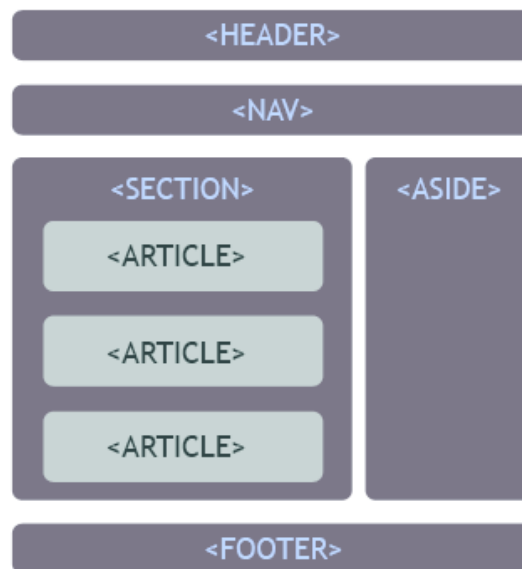 <HEADER>
<NAV>
<SECTION>
<ARTICLE>
<ARTICLE>
<ARTICLE>
<ASIDE>
<FOOTER>